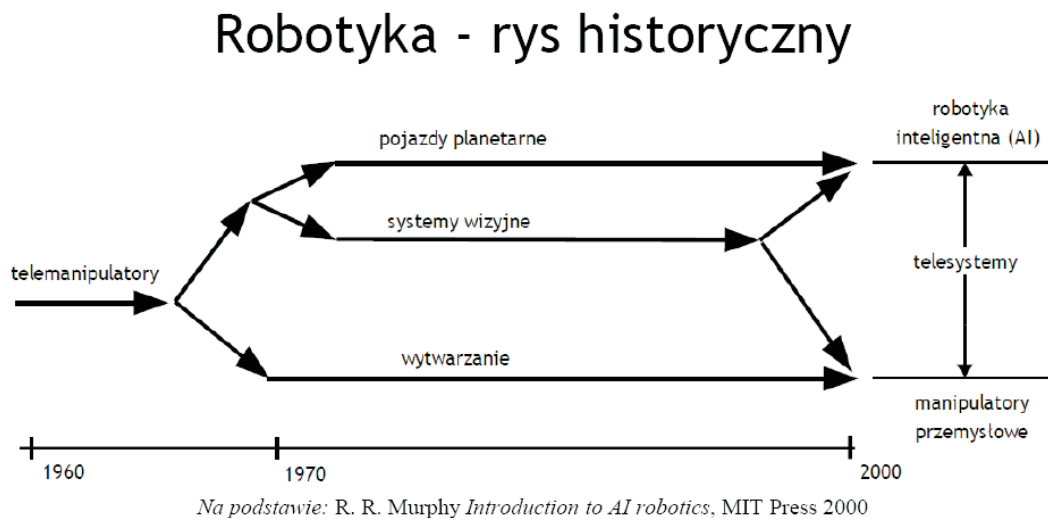 Robotyka - rys historyczny
robotyka
inteligentna (AI)
pojazdy planetarne
systemy wizyjne
telemanipulatory
telesystemy
wytwarzanie
manipulatory
przemysłowe
1960
1970
2000
Na podstawie: R. R. Murphy Introduction to AI robotics, MIT Press 2000